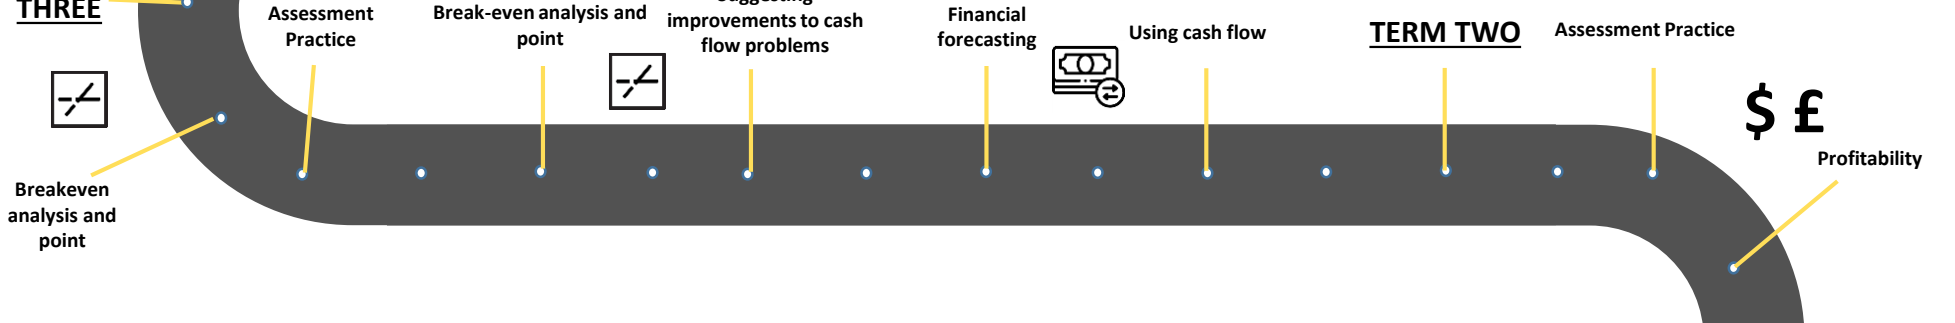 THREE
Assessment
Practice
Break-even analysis and
point
Suggesting
improvements to cash
flow problems
Financial
forecasting
Using cash flow
TERM TWO
Assessment Practice
$ £
Profitability
Breakeven
analysis and
point